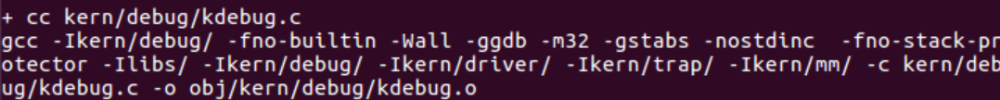 + cc kern/debug/kdebug.c
gcc -Ikern/debug/ -fno-builtin -Wall -ggdb -m32 -gstabs -nostdinc  -fno-stack-pr
otector -Ilibs/ -Ikern/debug/ -Ikern/driver/ -Ikern/trap/ -Ikern/mm/ -c kern/deb
ug/kdebug.c -o obj/kern/debug/kdebug.o